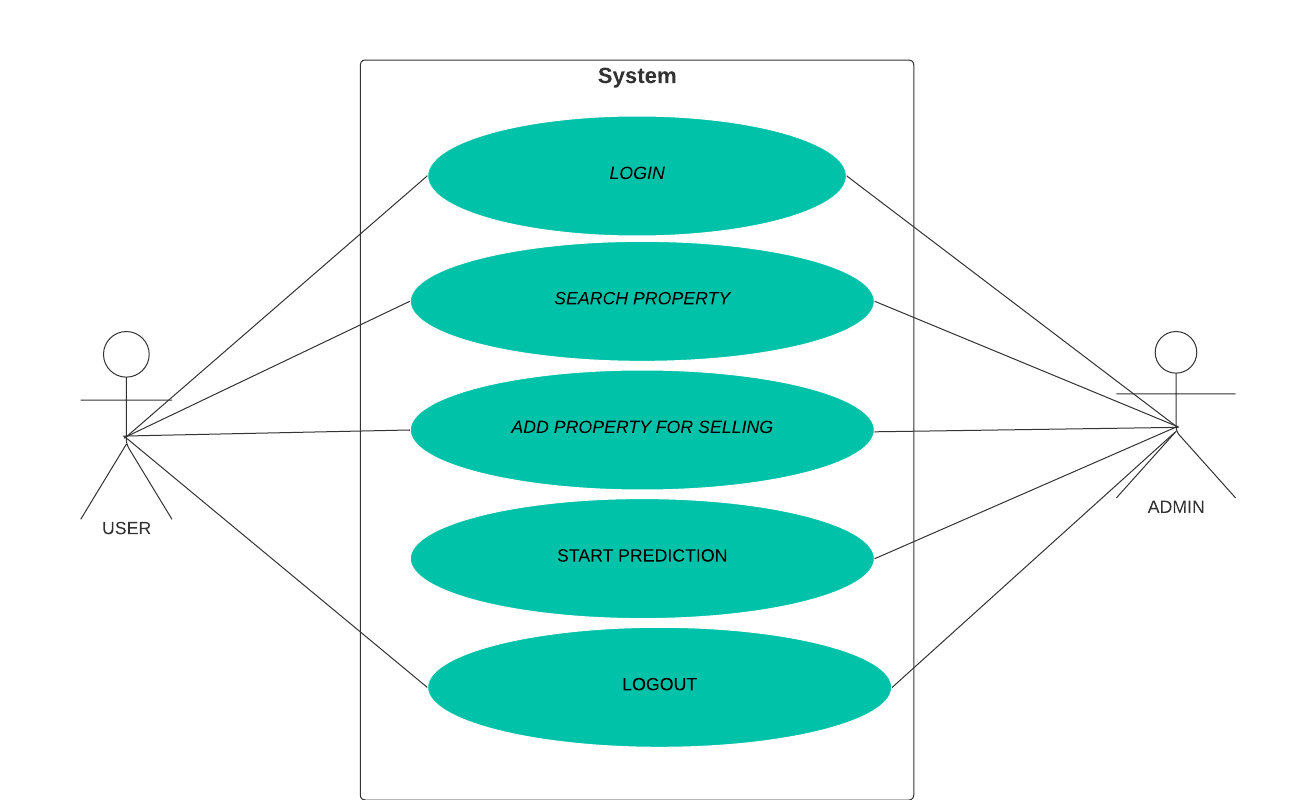 System
LOGIN
SEARCH PROPERTY
ADD PROPERTY FOR SELLING
START PREDICTION
LOGOUT
USER
ADMIN